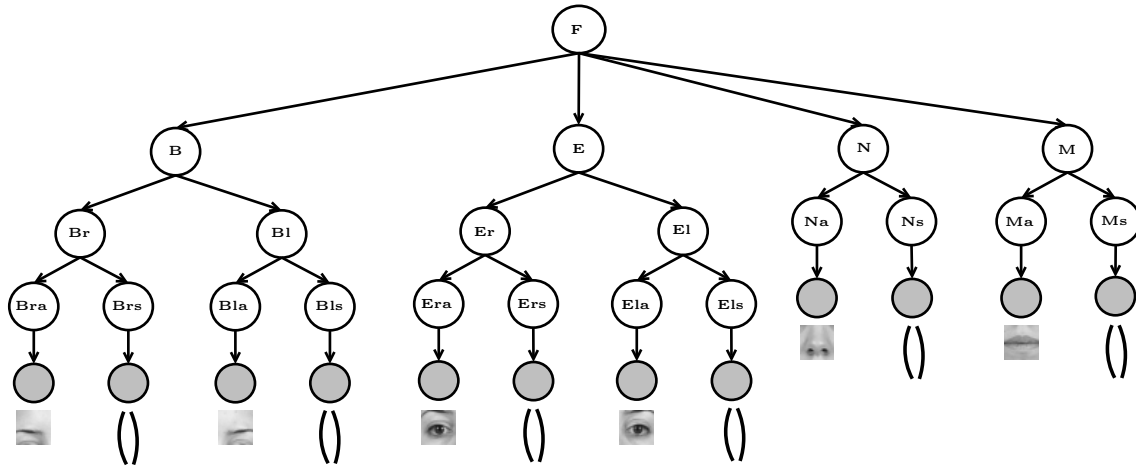 F
B E N M
Br Bl Er El Na Ns Ma Ms
Bra Brs Bla Bls Era Ers Ela Els
( ) ( )
( ) ( ) ( ) ( )